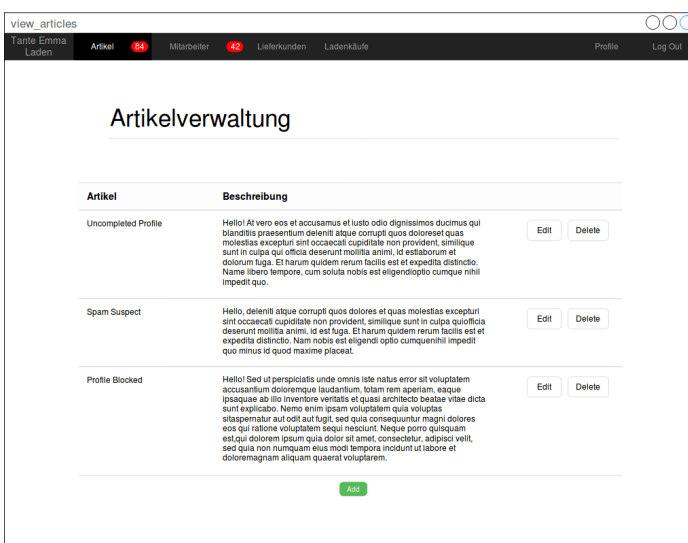 view_articles
Tante Emma Laden Artikel 84 Mitarbeiter 42 Lieferkunden Ladenkäufe Profile Log Out
Artikelverwaltung
Artikel Beschreibung
Uncompleted Profile
Hello! At vero eos et accusamus et iusto odio dignissimos ducimus qui
blanditiis praesentium deleniti atque corrupti quos doloreset quas
molestias excepturi sint occaecati cupiditate non provident, similique
sunt in culpa qui officia deserunt mollitia animi, id estlaborum et
dolorum fuga. Et harum quidem rerum facilis est et expedita distinctio.
Name libero tempore, cum soluta nobis est eligendioptio cumque nihil
impedit quo.
Edit Delete
Spam Suspect
Hello, deleniti atque corrupti quos dolores et quas molestias excepturi
sint occaecati cupiditate non provident, similique sunt in culpa quiofficia
deserunt mollitia animi, id est fuga. Et harum quidem rerum facilis est et
expedita distinctio. Nam nobis est eligendi optio cumquenihil impedit
quo minus id quod maxime placeat.
Edit Delete
Profile Blocked
Hello! Sed ut perspiciatis unde omnis iste natus error sit voluptatem
accusantium doloremque laudantium, totam rem aperiam, eaque
ipsaquae ab illo inventore veritatis et quasi architecto beatae vitae dicta
sunt explicabo. Nemo enim ipsam voluptatem quia voluptas
sitaspernatur aut odit aut fugit, sed quia consequuntur magni dolores
eos qui ratione voluptatem sequi nesciunt. Neque porro quisquam
est,qui dolorem ipsum quia dolor sit amet, consectetur, adipisci velit,
sed quia non numquam eius modi tempora incidunt ut labore et
doloremagnam aliquam quaerat voluptarem.
Edit Delete
Add